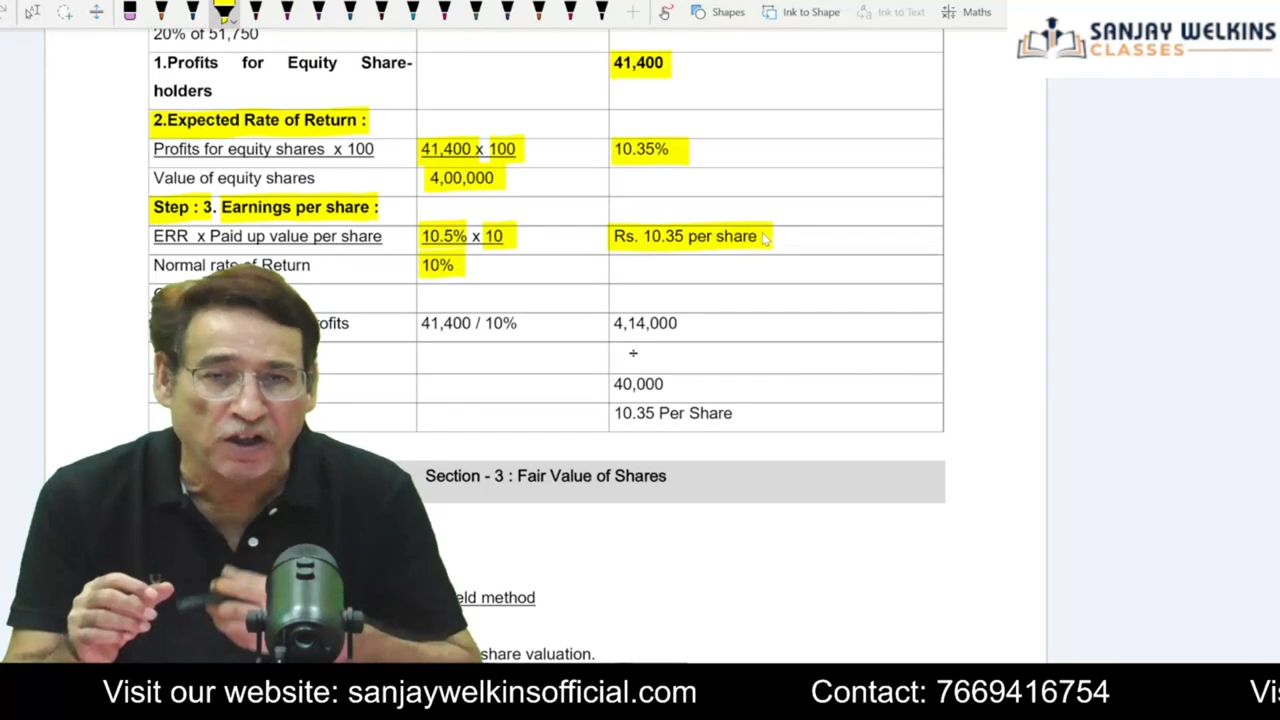 Shapes Ink to Shape Ink to Text Maths
SANJAY WELKINS
CLASSES
20% of 51,750
1.Profits for Equity Share- 41,400
holders
2.Expected Rate of Return :
Profits for equity shares x 100 41,400 x 100 10.35%
Value of equity shares 4,00,000
Step : 3. Earnings per share :
ERR x Paid up value per share 10.5% x 10 Rs. 10.35 per share
Normal rate of Return 10%
41,400 / 10% 4,14,000
÷
40,000
10.35 Per Share
Section - 3 : Fair Value of Shares
method
share valuation.
Visit our website: sanjaywelkinsofficial.com Contact: 7669416754